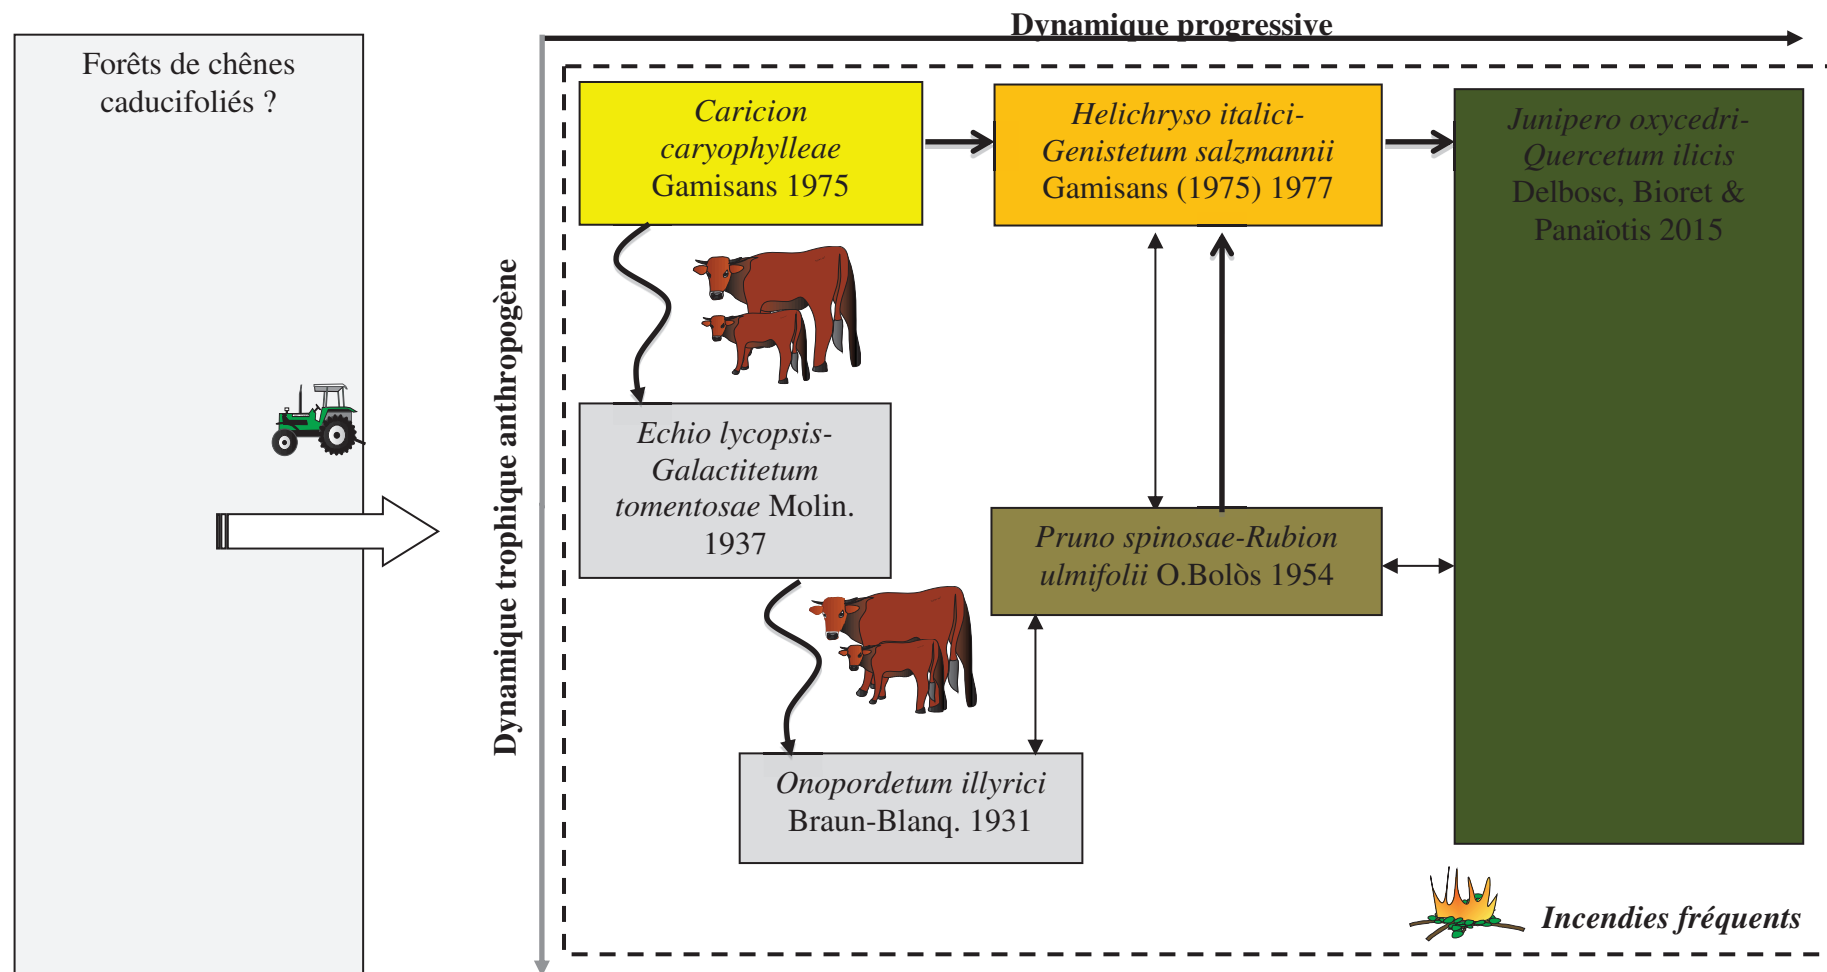 Dynamique progressive
Forêts de chênes
caducifoliés ?
Caricion
caryophylleae
Gamisans 1975
Helichryso italici-
Genistetum salzmannii
Gamisans (1975) 1977
Junipero oxycedri-
Quercetum ilicis
Delbosc, Bioret &
Panaïotis 2015
Dynamique trophique anthropogène
Echio lycopsis-
Galactitetum
tomentosae Molin.
1937
Pruno spinosae-Rubion
ulmifolii O.Bolòs 1954
Onopordetum illyrici
Braun-Blanq. 1931
Incendies fréquents